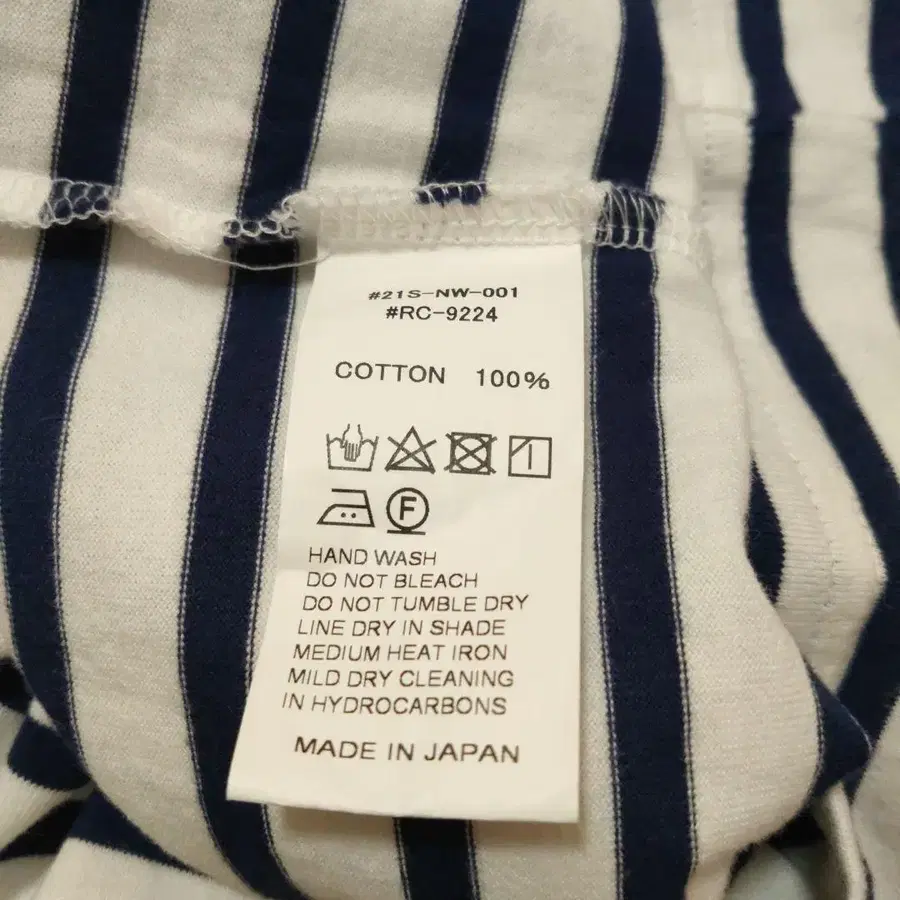 #21S-NW-001
#RC-9224
COTTON 100%
F
HAND WASH
DO NOT BLEACH
DO NOT TUMBLE DRY
LINE DRY IN SHADE
MEDIUM HEAT IRON
MILD DRY CLEANING
IN HYDROCARBONS
MADE IN JAPAN